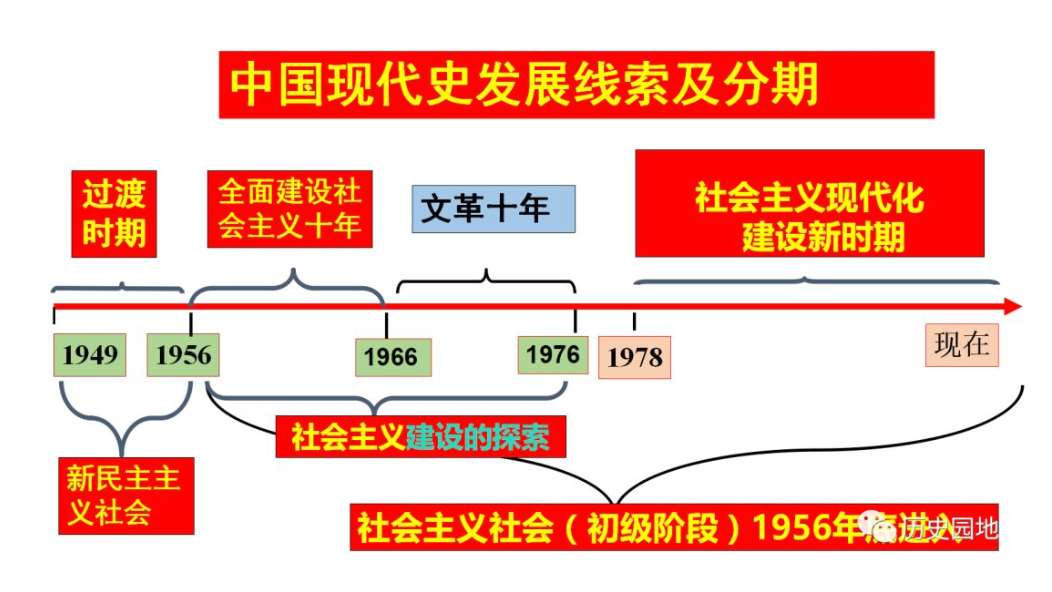 中国现代史发展线索及分期
过渡
时期
全面建设社
会主义十年
文革十年
社会主义现代化
建设新时期
1949
1956
1966
1976
1978
现在
社会主义建设的探索
新民主主
义社会
社会主义社会（初级阶段）1956年
历史园地